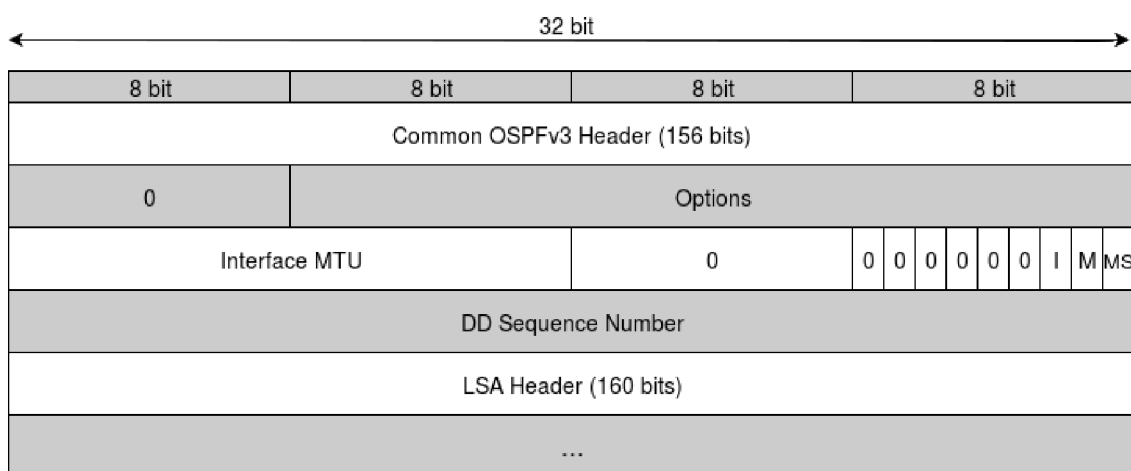 32 bit
8 bit 8 bit 8 bit 8 bit
Common OSPFv3 Header (156 bits)
0 Options
Interface MTU 0 0 0 0 0 0 0 I M MS
DD Sequence Number
LSA Header (160 bits)
...